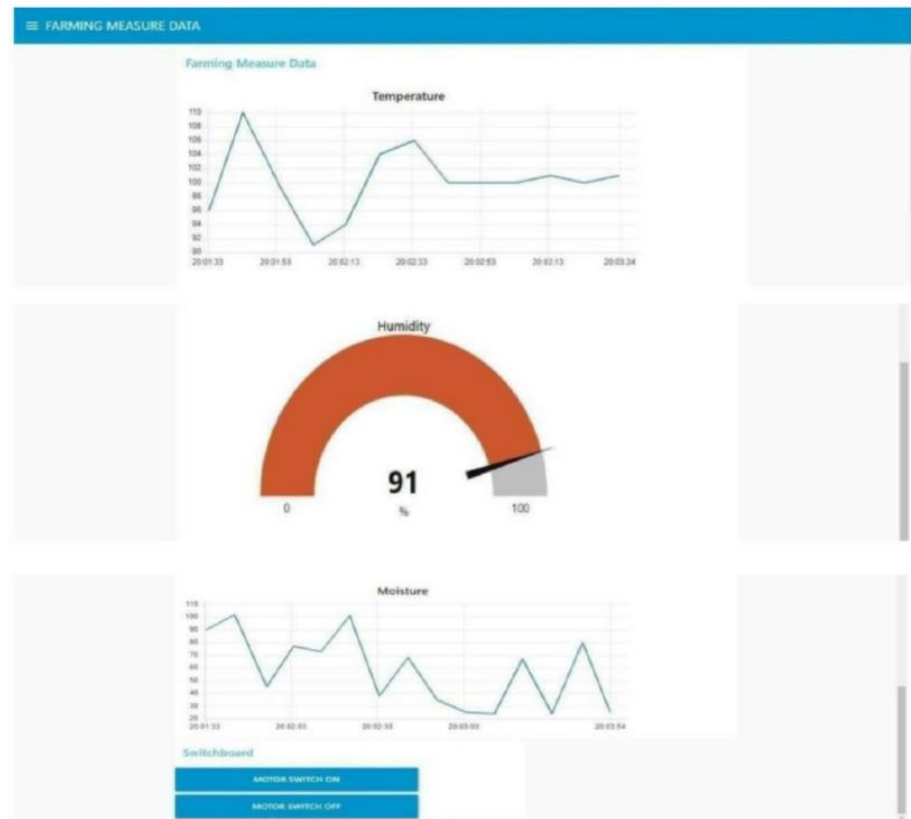 ≡ FARMING MEASURE DATA
Farming Measure Data
Temperature
110
108
106
104
102
100
98
96
94
92
90
20:01:33 20:01:53 20:02:13 20:02:33 20:02:53 20:03:13 20:03:34
Humidity
91
%
0 100
Moisture
110
100
90
80
70
60
50
40
30
20
20:01:33 20:02:33 20:03:03 20:03:54
Switchboard
MOTOR SWITCH ON
MOTOR SWITCH OFF